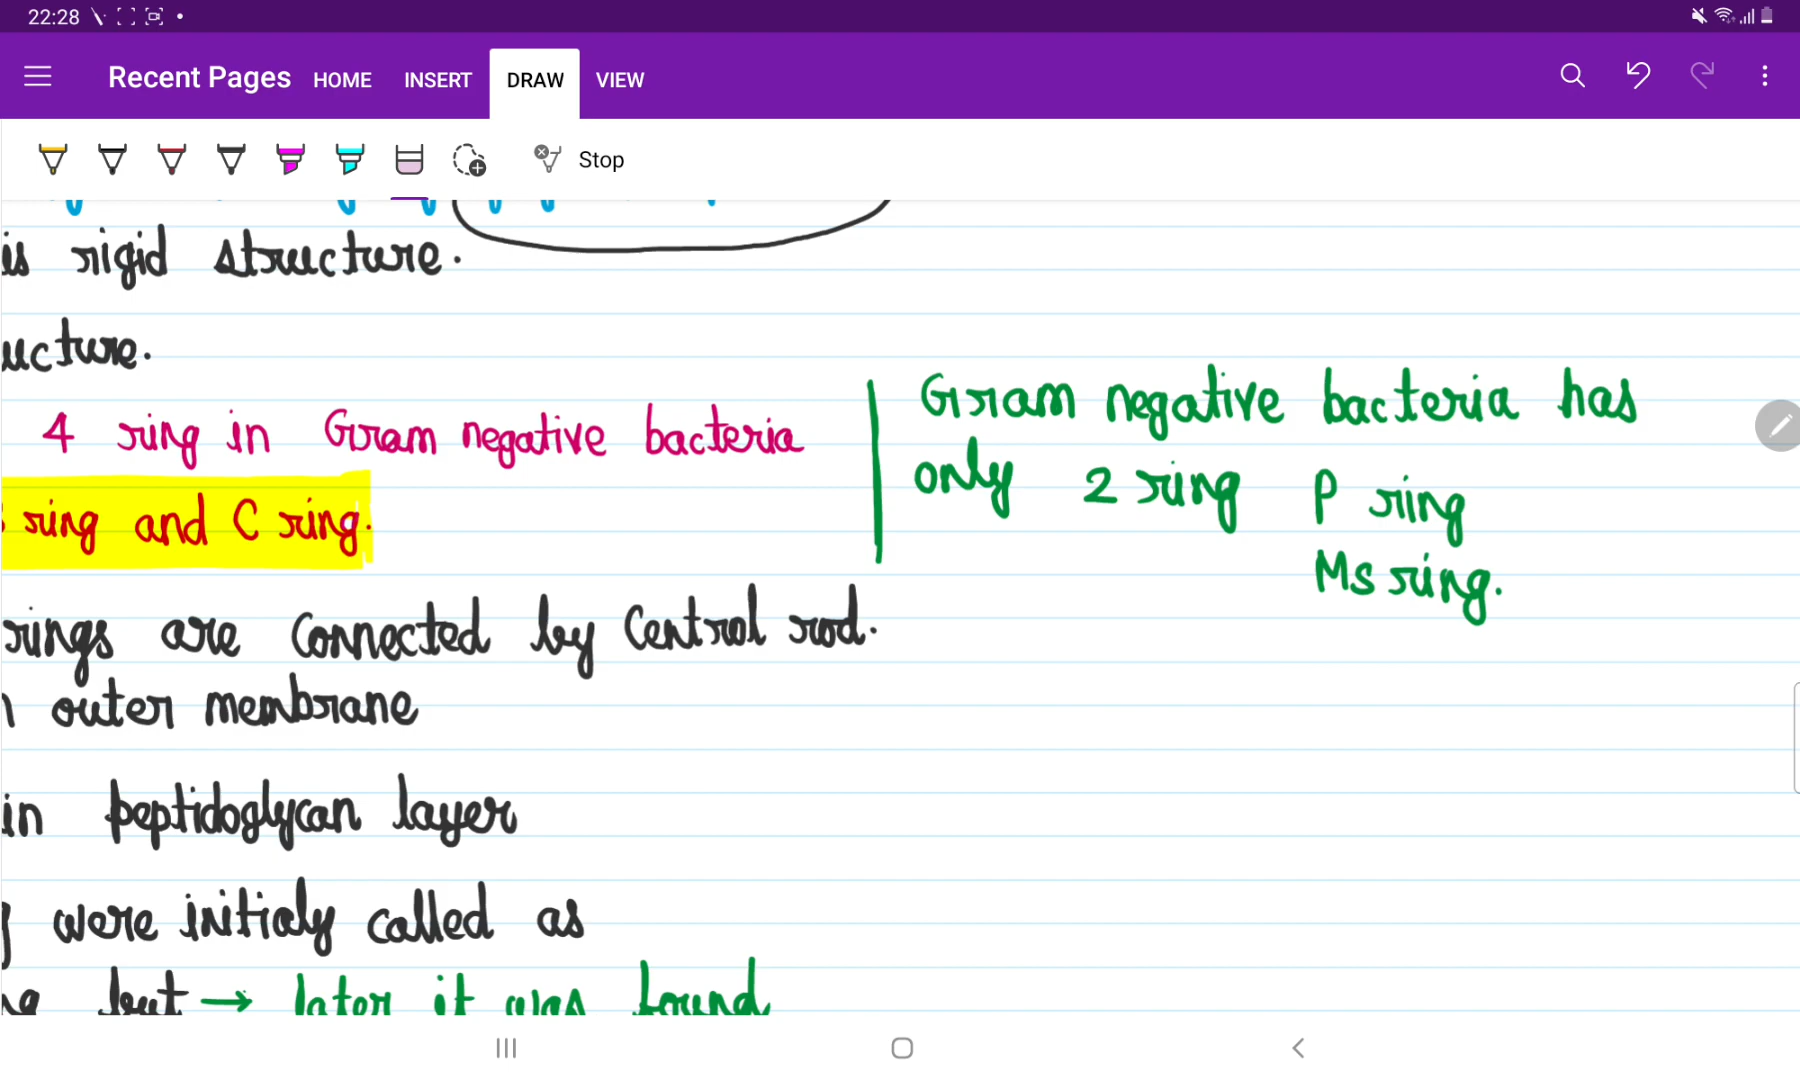 22:28
Recent Pages HOME INSERT DRAW VIEW
Stop
is rigid structure.
ucture.
4 ring in Gram negative bacteria
ring and C ring.
Gram negative bacteria has
only 2 ring P ring
Ms ring.
rings are connected by Central rod.
outer membrane
in peptidoglycan layer
were initialy called as
but → later it was found